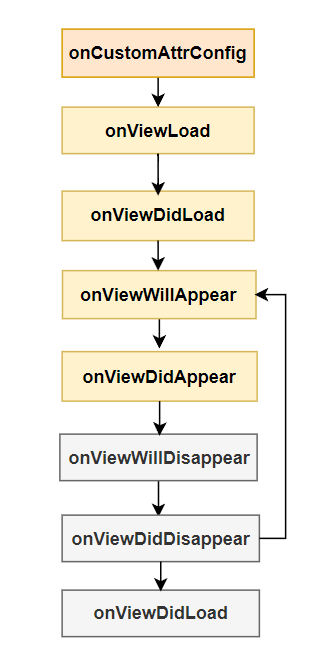 onCustomAttrConfig
onViewLoad
onViewDidLoad
onViewWillAppear
onViewDidAppear
onViewWillDisappear
onViewDidDisappear
onViewDidLoad